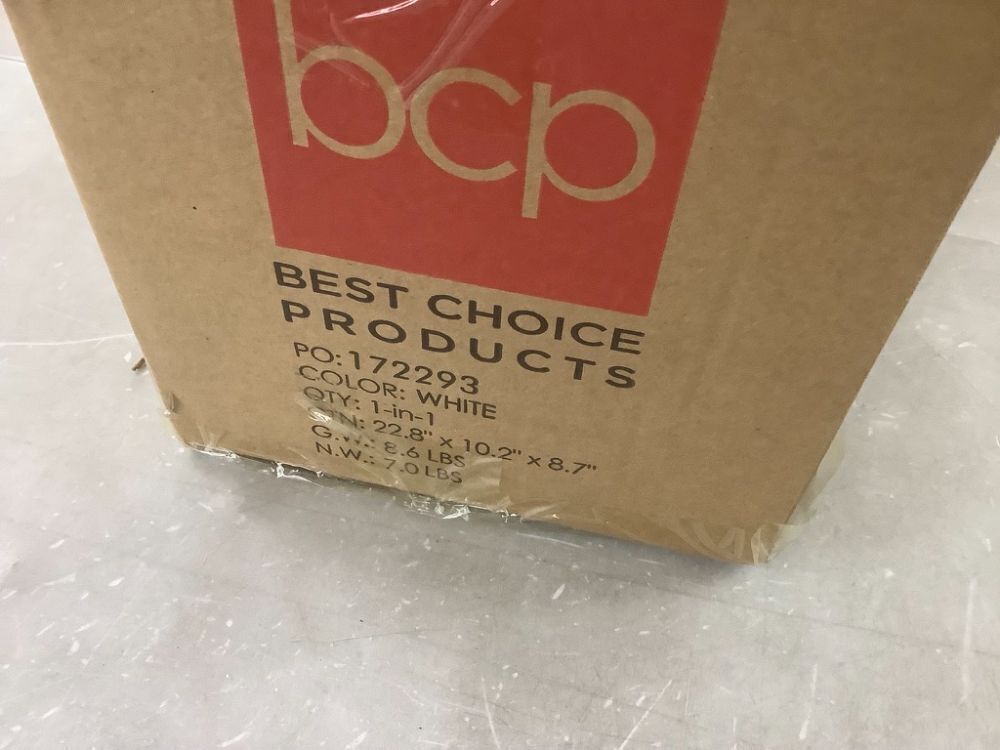 bcp
BEST CHOICE
PRODUCTS
PO: 172293
COLOR: WHITE
QTY: 1-in-1
CTN: 22.8" x 10.2" x 8.7"
G.W.: 8.6 LBS
N.W.: 7.0 LBS